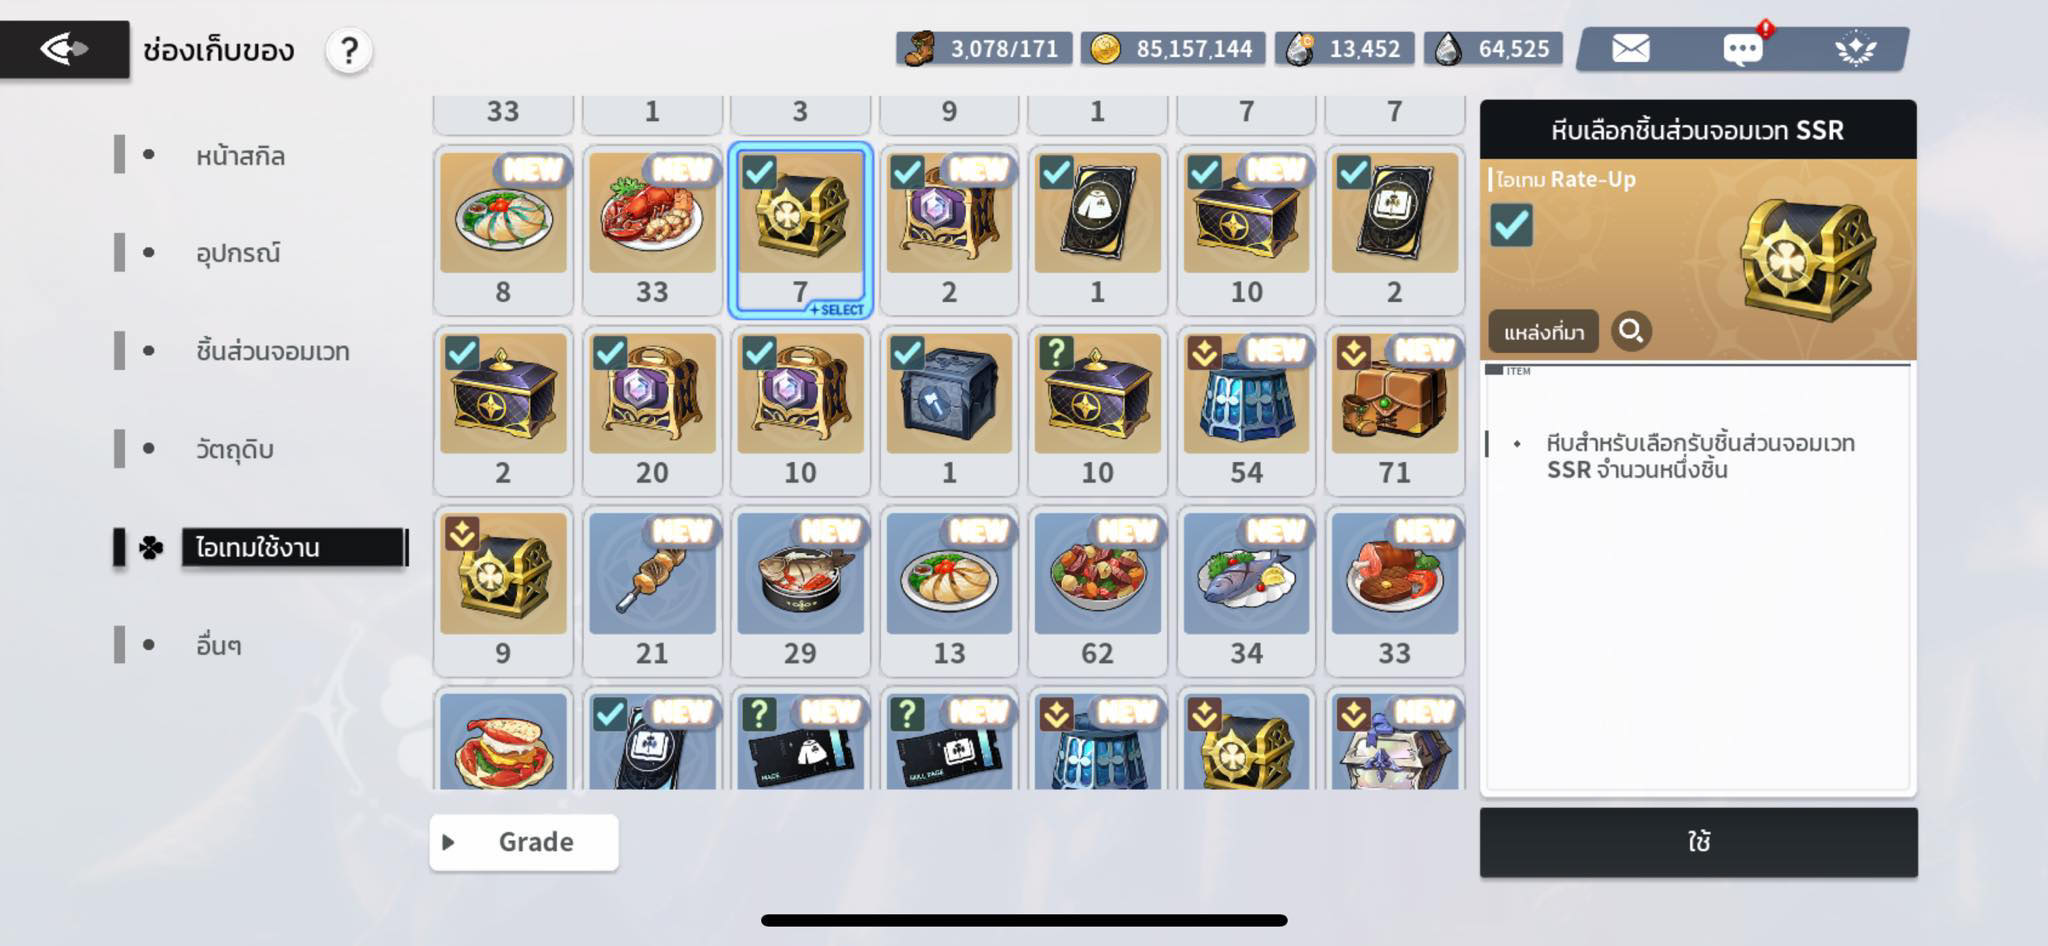 ช่องเก็บของ
?
3,078/171
85,157,144
13,452
64,525
หน้าสกิล
อุปกรณ์
ชิ้นส่วนจอมเวท
วัตถุดิบ
ไอเทมใช้งาน
อื่นๆ
33 1 3 9 1 7 7
NEW NEW NEW NEW
8 33 7 2 1 10 2
SELECT
? NEW NEW
2 20 10 1 10 54 71
NEW NEW NEW NEW NEW NEW
9 21 29 13 62 34 33
NEW ? NEW ? NEW NEW NEW NEW
MAGE
SKILL PAGE
Grade
หีบเลือกชิ้นส่วนจอมเวท SSR
ไอเทม Rate-Up
แหล่งที่มา
ITEM
หีบสำหรับเลือกรับชิ้นส่วนจอมเวท
SSR จำนวนหนึ่งชิ้น
ใช้